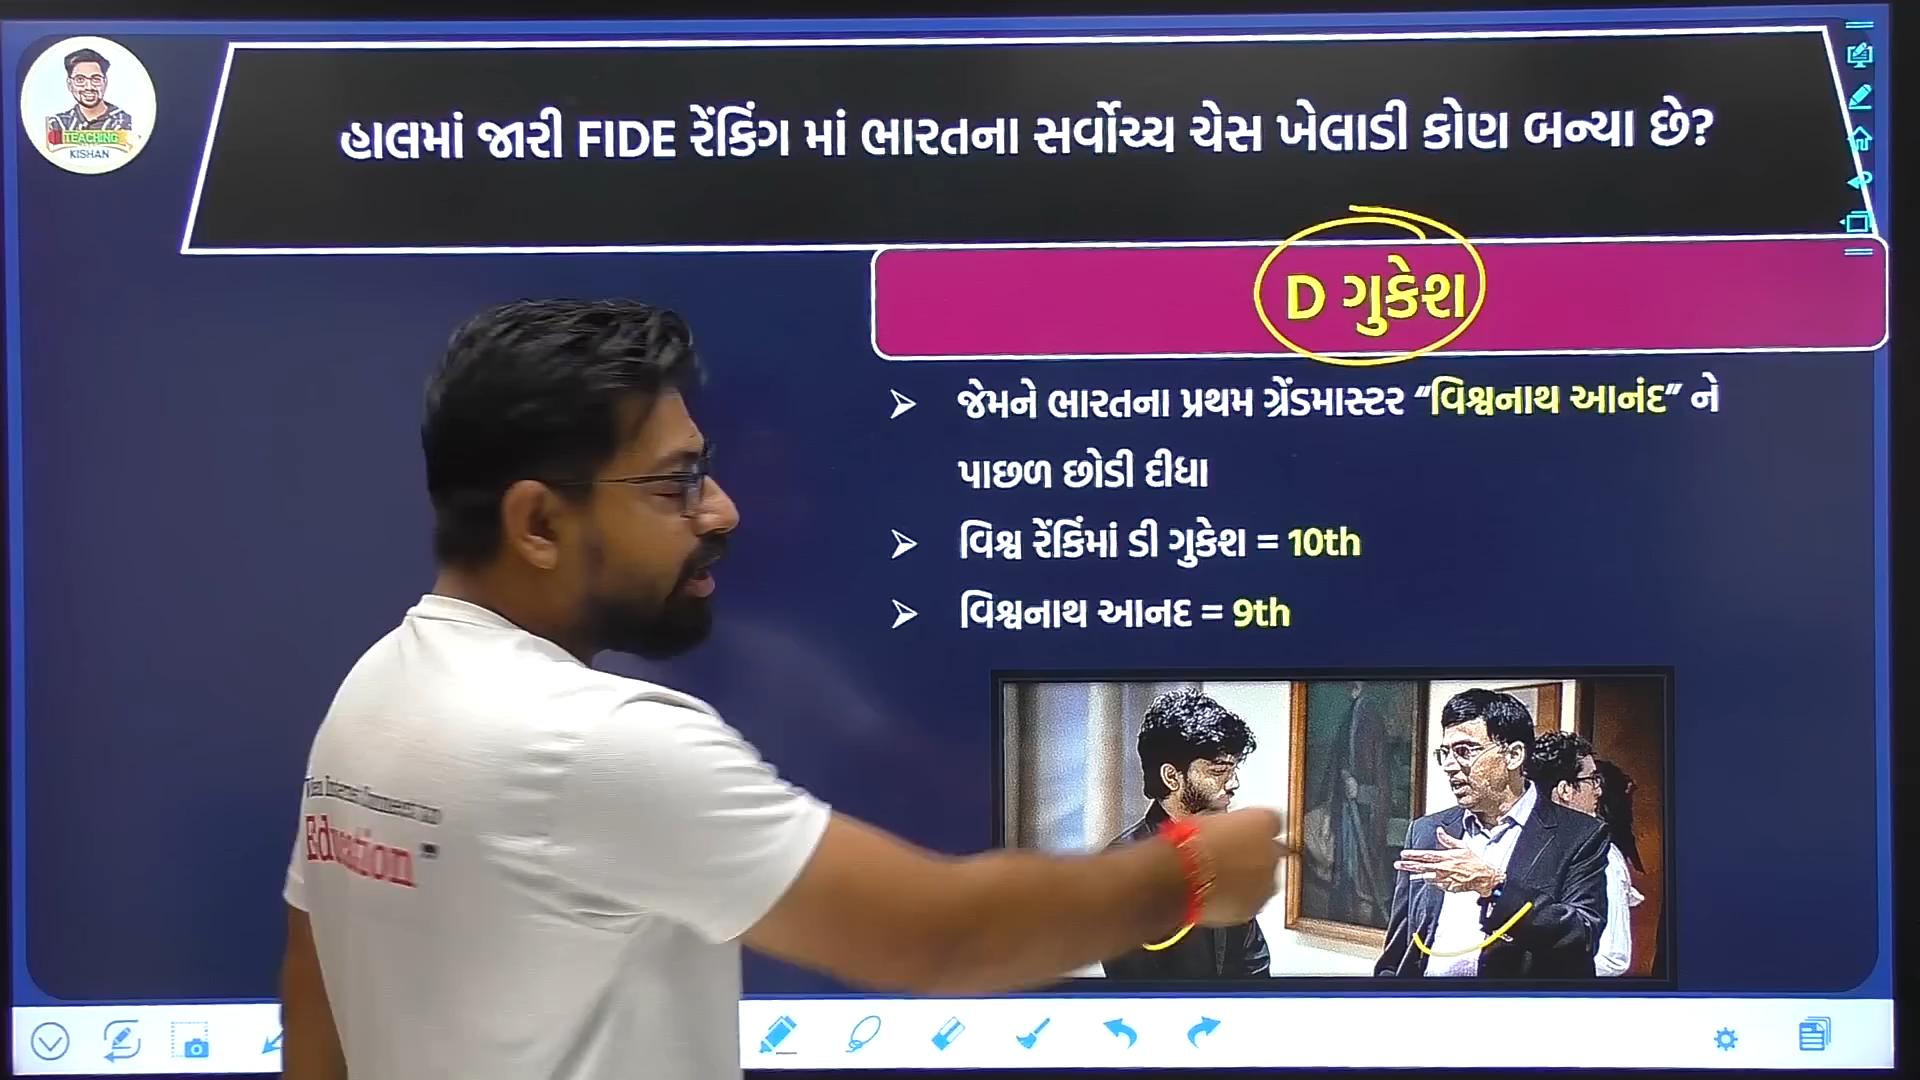 TEACHING
KISHAN
હાલમાં જારી FIDE રેંકિંગ માં ભારતના સર્વોચ્ચ ચેસ ખેલાડી કોણ બન્યા છે?
D ગુકેશ
જેમને ભારતના પ્રથમ ગ્રેંડમાસ્ટર “વિશ્વનાથ આનંદ” ને
પાછળ છોડી દીધા
વિશ્વ રેંકિંમાં ડી ગુકેશ = 10th
વિશ્વનાથ આનદ = 9th
Education